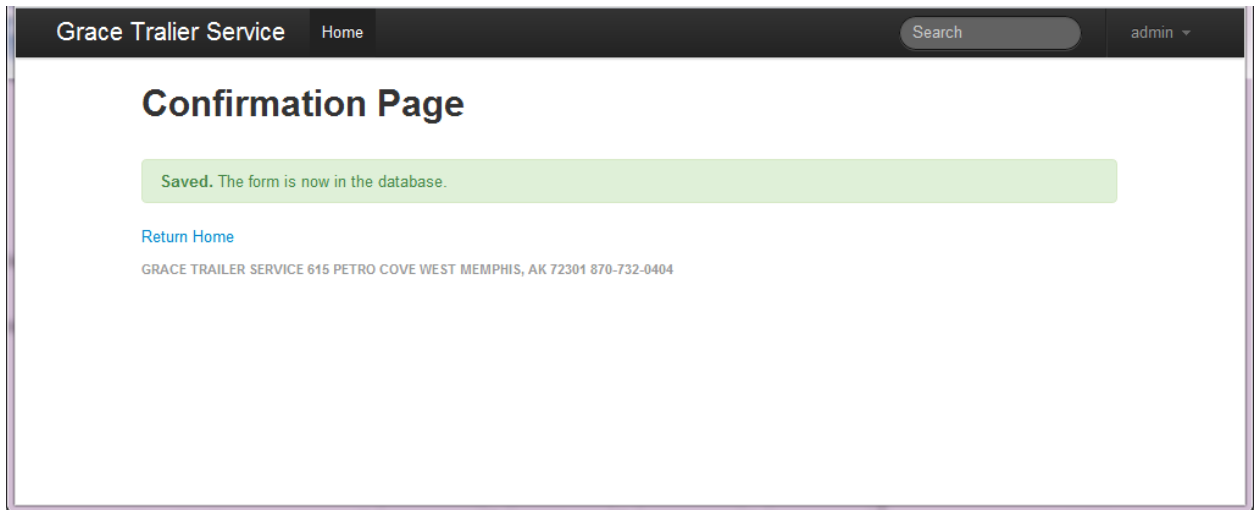 Grace Tralier Service Home Search admin
Confirmation Page
Saved. The form is now in the database.
Return Home
GRACE TRAILER SERVICE 615 PETRO COVE WEST MEMPHIS, AK 72301 870-732-0404